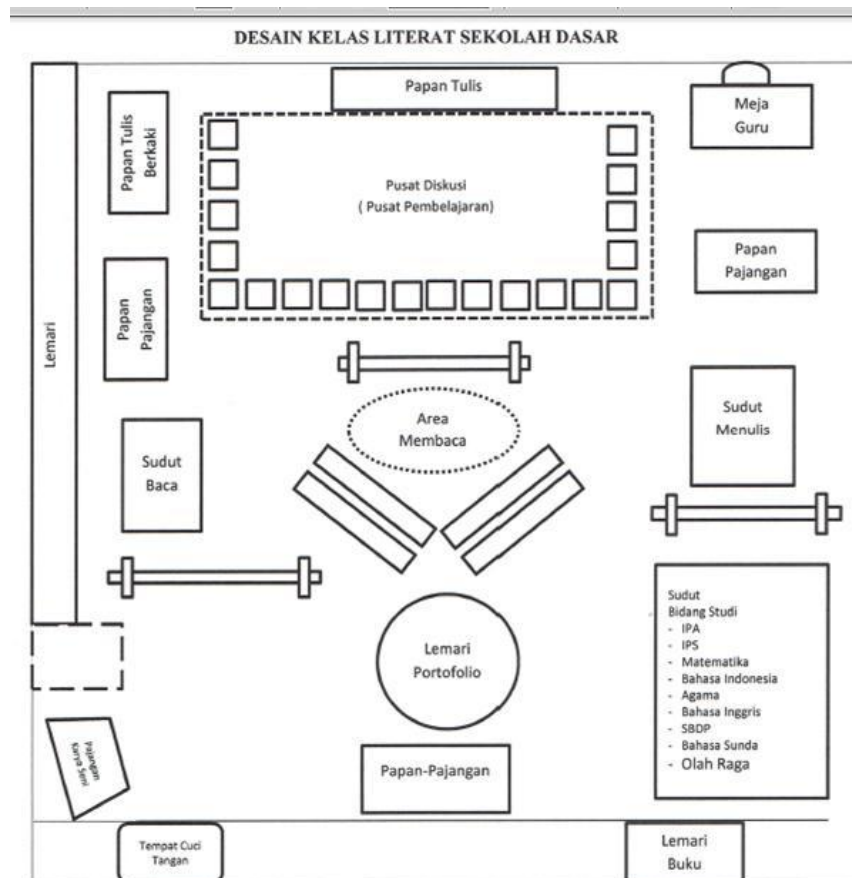 DESAIN KELAS LITERAT SEKOLAH DASAR
Papan Tulis
Meja
Guru
Papan Tulis
Berkaki
Pusat Diskusi
( Pusat Pembelajaran)
Papan
Pajangan
Papan
Pajangan
Lemari
Area
Membaca
Sudut
Menulis
Sudut
Baca
Lemari
Portofolio
Sudut
Bidang Studi
- IPA
- IPS
- Matematika
- Bahasa Indonesia
- Agama
- Bahasa Inggris
- SBDP
- Bahasa Sunda
- Olah Raga
Pajangan
Karya Seni
Papan-Pajangan
Tempat Cuci
Tangan
Lemari
Buku